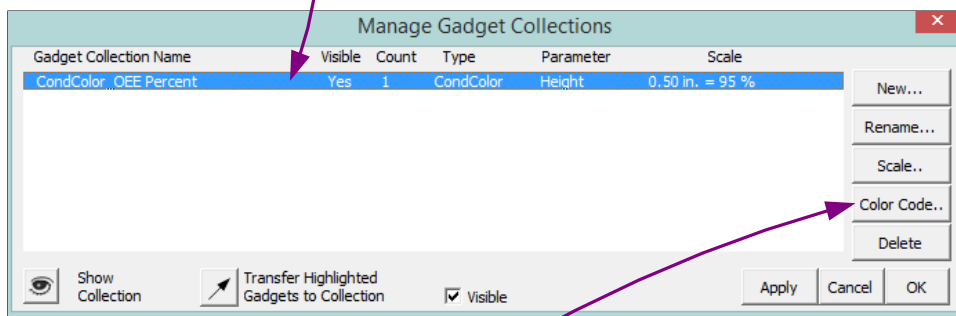 Manage Gadget Collections
Gadget Collection Name Visible Count Type Parameter Scale
CondColor_OEE Percent Yes 1 CondColor Height 0.50 in. = 95 %
New...
Rename...
Scale..
Color Code..
Delete
Show
Collection
Transfer Highlighted
Gadgets to Collection
Visible
Apply Cancel OK